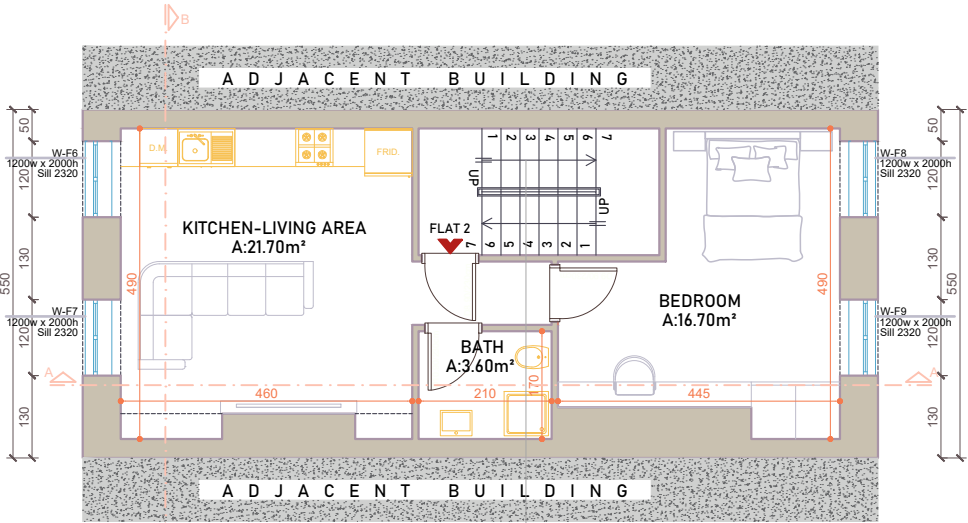 B
ADJACENT BUILDING
50
120
130
120
130
550
W-F6
1200w x 2000h
Sill 2320
W-F7
1200w x 2000h
Sill 2320
D.M.
FRID.
KITCHEN-LIVING AREA
A:21.70m²
490
460
1
2
3
4
5
6
7
UP
UP
7
6
5
4
3
2
1
FLAT 2
BATH
A:3.60m²
210
170
BEDROOM
A:16.70m²
490
445
W-F8
1200w x 2000h
Sill 2320
W-F9
1200w x 2000h
Sill 2320
50
120
130
120
130
550
A
A
ADJACENT BUILDING
B